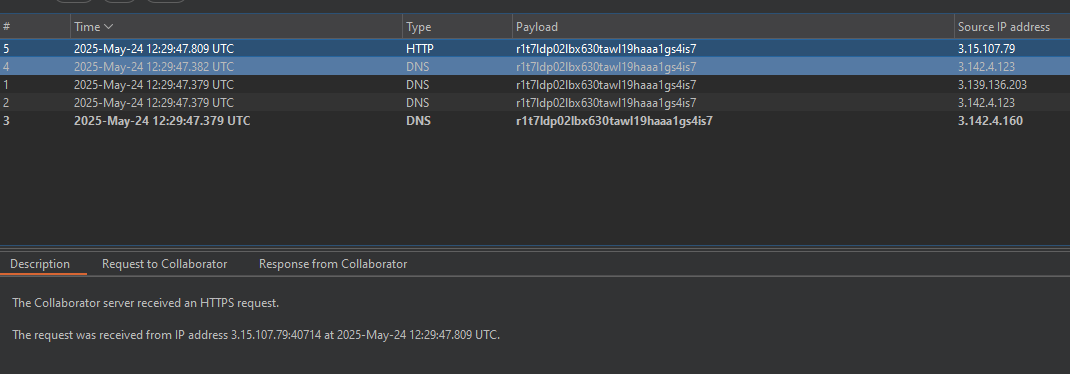 # Time Type Payload Source IP address
5 2025-May-24 12:29:47.809 UTC HTTP r1t7ldp02lbx630tawl19haaa1gs4is7 3.15.107.79
4 2025-May-24 12:29:47.382 UTC DNS r1t7ldp02lbx630tawl19haaa1gs4is7 3.142.4.123
1 2025-May-24 12:29:47.379 UTC DNS r1t7ldp02lbx630tawl19haaa1gs4is7 3.139.136.203
2 2025-May-24 12:29:47.379 UTC DNS r1t7ldp02lbx630tawl19haaa1gs4is7 3.142.4.123
3 2025-May-24 12:29:47.379 UTC DNS r1t7ldp02lbx630tawl19haaa1gs4is7 3.142.4.160
Description Request to Collaborator Response from Collaborator
The Collaborator server received an HTTPS request.
The request was received from IP address 3.15.107.79:40714 at 2025-May-24 12:29:47.809 UTC.